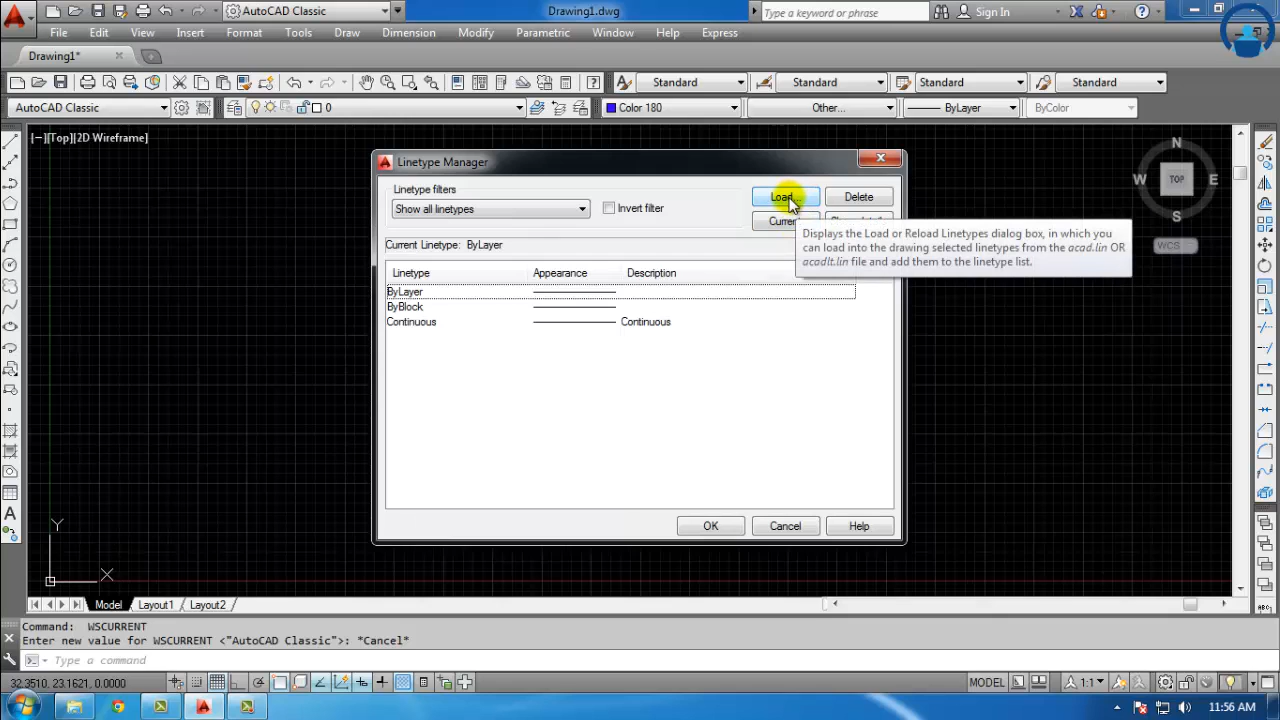 AutoCAD Classic
Drawing1.dwg
Type a keyword or phrase
Sign In
File Edit View Insert Format Tools Draw Dimension Modify Parametric Window Help Express
Drawing1*
Standard Standard Standard Standard
AutoCAD Classic 0 Color 180 Other... ByLayer ByColor
[−][Top][2D Wireframe]
N
W TOP E
S
WCS
Linetype Manager
Linetype filters
Show all linetypes
Invert filter
Load... Delete
Current
Displays the Load or Reload Linetypes dialog box, in which you
can load into the drawing selected linetypes from the acad.lin OR
acadlt.lin file and add them to the linetype list.
Current Linetype: ByLayer
Linetype Appearance Description
ByLayer
ByBlock
Continuous Continuous
OK Cancel Help
Y
X
Model Layout1 Layout2
Command: WSCURRENT
Enter new value for WSCURRENT <"AutoCAD Classic">: *Cancel*
Type a command
32.3510, 23.1621, 0.0000
MODEL 1:1
11:56 AM